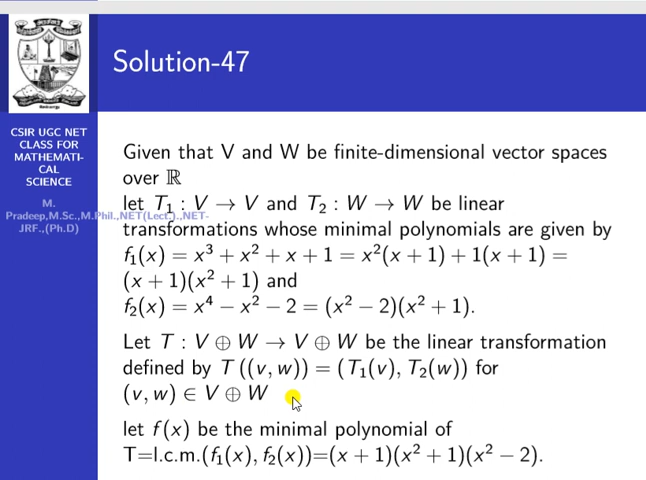 Solution-47
CSIR UGC NET
CLASS FOR
MATHEMATI-
CAL
SCIENCE
M.
Pradeep,M.Sc.,M.Phil.,NET(Lect.).,NET-
JRF.,(Ph.D)
Given that V and W be finite-dimensional vector spaces
over ℝ
let T₁ : V → V and T₂ : W → W be linear
transformations whose minimal polynomials are given by
f₁(x) = x³ + x² + x + 1 = x²(x + 1) + 1(x + 1) =
(x + 1)(x² + 1) and
f₂(x) = x⁴ − x² − 2 = (x² − 2)(x² + 1).
Let T : V ⊕ W → V ⊕ W be the linear transformation
defined by T ((v, w)) = (T₁(v), T₂(w)) for
(v, w) ∈ V ⊕ W
let f(x) be the minimal polynomial of
T=l.c.m.(f₁(x), f₂(x))=(x + 1)(x² + 1)(x² − 2).